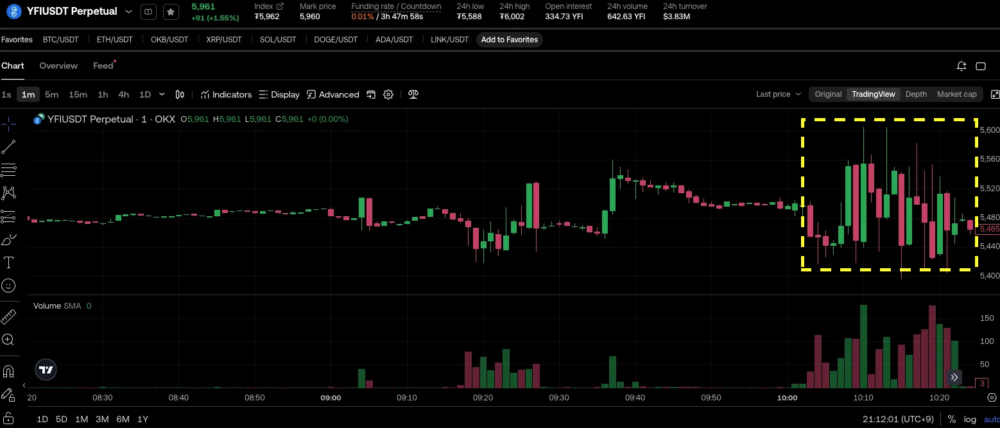 YFIUSDT Perpetual
5,961
+91 (+1.55%)
Index
₮5,962
Mark price
5,960
Funding rate / Countdown
0.01% / 3h 47m 58s
24h low
₮5,588
24h high
₮6,002
Open interest
334.73 YFI
24h volume
642.63 YFI
24h turnover
$3.83M
Favorites BTC/USDT ETH/USDT OKB/USDT XRP/USDT SOL/USDT DOGE/USDT ADA/USDT LINK/USDT Add to Favorites
Chart Overview Feed
1s 1m 5m 15m 1h 4h 1D Indicators Display Advanced Last price Original TradingView Depth Market cap
YFIUSDT Perpetual · 1 · OKX O5,961 H5,961 L5,961 C5,961 +0 (0.00%)
5,600
5,560
5,520
5,480
5,465
5,440
5,400
Volume SMA 0
150
100
50
3
20 08:30 08:40 08:50 09:00 09:10 09:20 09:30 09:40 09:50 10:00 10:10 10:20
1D 5D 1M 3M 6M 1Y 21:12:01 (UTC+9) % log auto